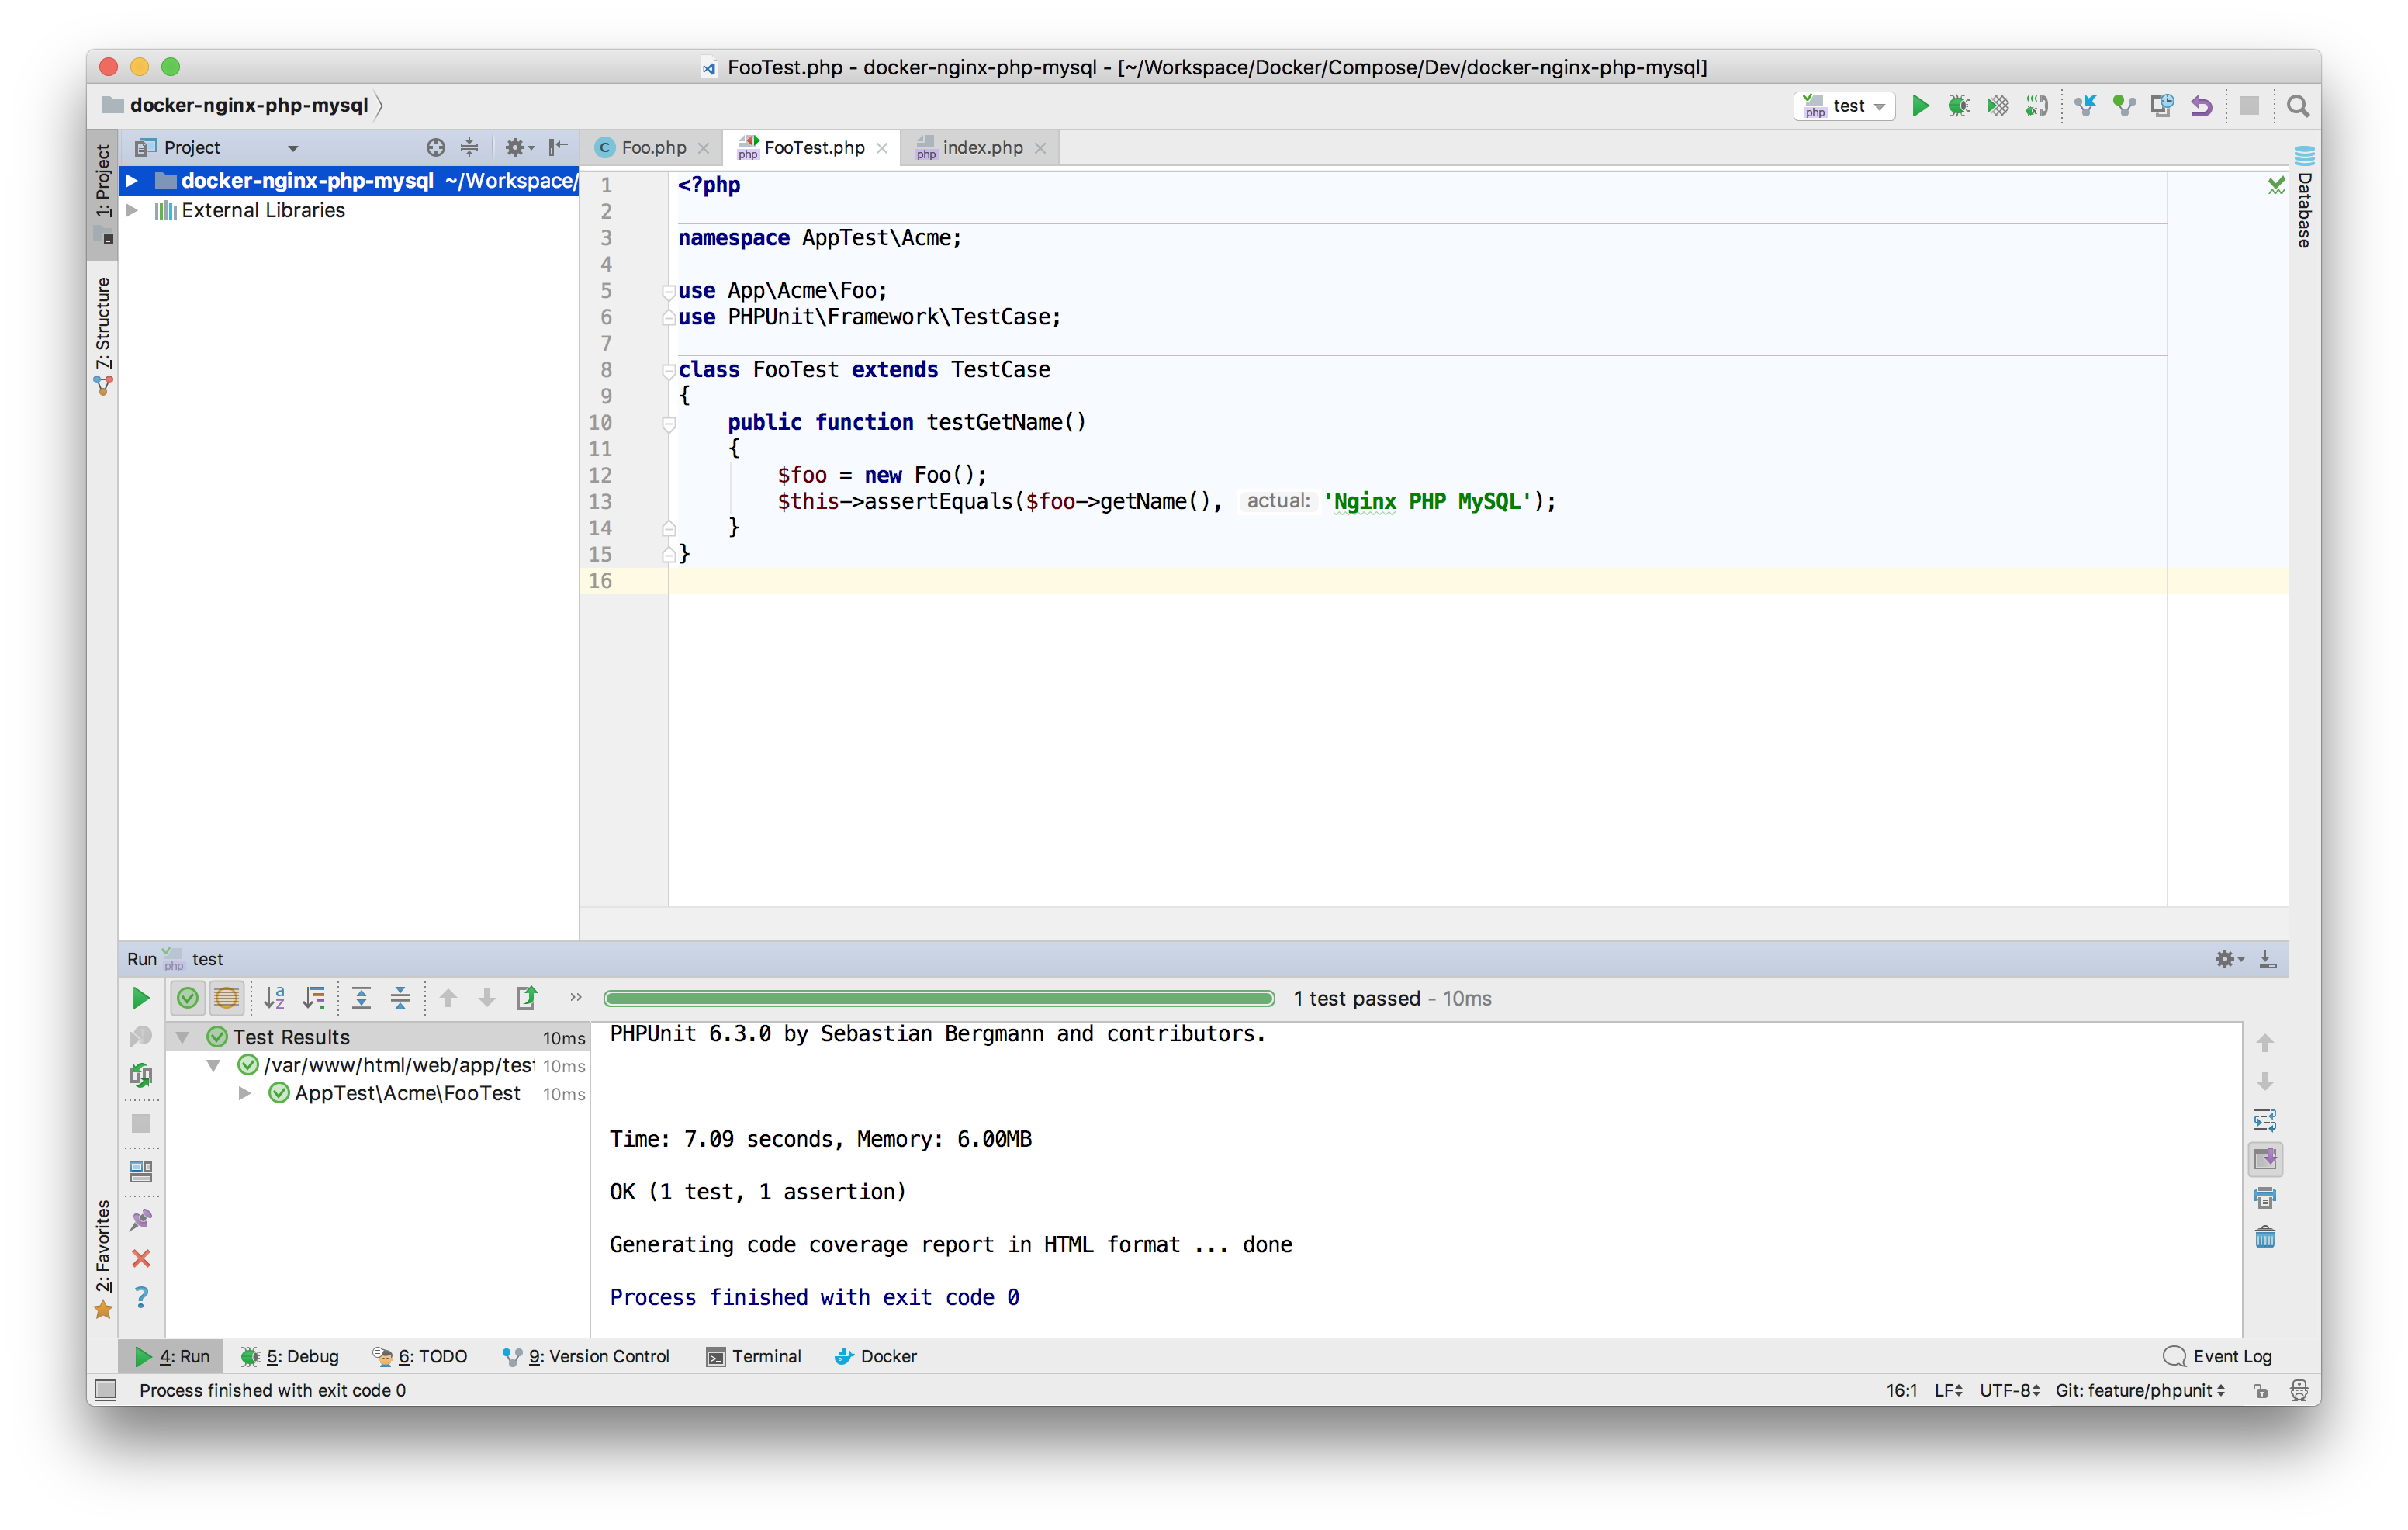 FooTest.php - docker-nginx-php-mysql - [~/Workspace/Docker/Compose/Dev/docker-nginx-php-mysql]
docker-nginx-php-mysql
php test
1: Project
7: Structure
2: Favorites
Project
docker-nginx-php-mysql ~/Workspace/
External Libraries
Foo.php
FooTest.php
index.php
Database
1 <?php
2
3 namespace AppTest\Acme;
4
5 use App\Acme\Foo;
6 use PHPUnit\Framework\TestCase;
7
8 class FooTest extends TestCase
9 {
10 public function testGetName()
11 {
12 $foo = new Foo();
13 $this->assertEquals($foo->getName(), actual: 'Nginx PHP MySQL');
14 }
15 }
16
Run php test
1 test passed - 10ms
Test Results 10ms
/var/www/html/web/app/test 10ms
AppTest\Acme\FooTest 10ms
PHPUnit 6.3.0 by Sebastian Bergmann and contributors.
Time: 7.09 seconds, Memory: 6.00MB
OK (1 test, 1 assertion)
Generating code coverage report in HTML format ... done
Process finished with exit code 0
4: Run 5: Debug 6: TODO 9: Version Control Terminal Docker Event Log
Process finished with exit code 0 16:1 LF UTF-8 Git: feature/phpunit